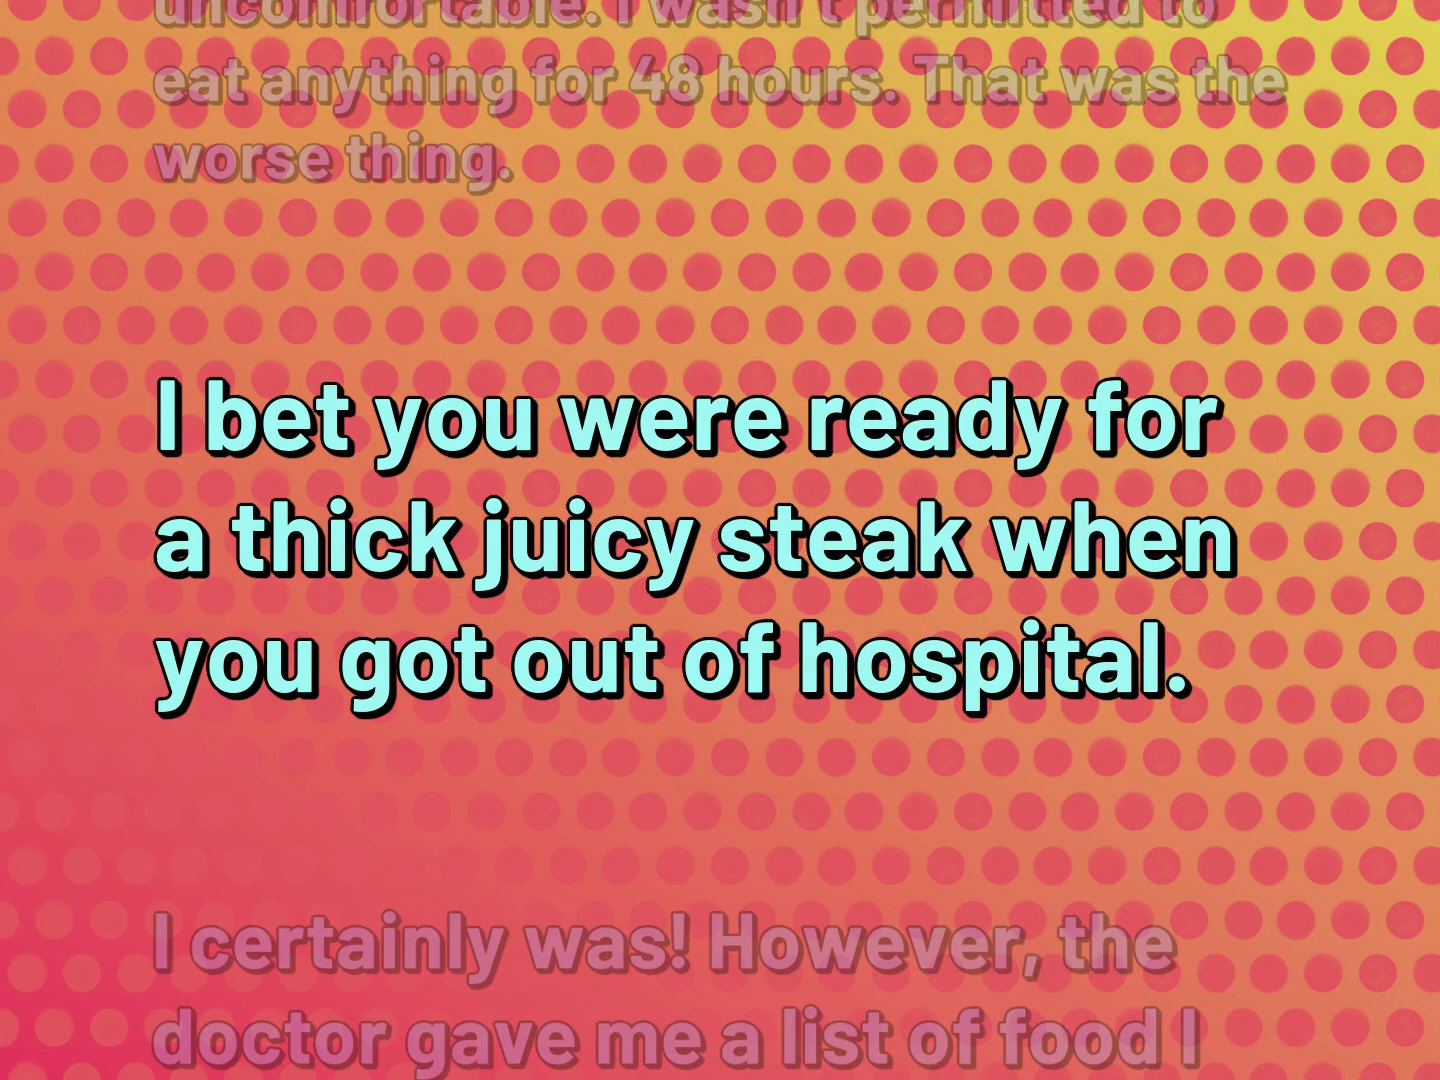 uncomfortable. I wasn't permitted to
eat anything for 48 hours. That was the
worse thing.
I bet you were ready for
a thick juicy steak when
you got out of hospital.
I certainly was! However, the
doctor gave me a list of food I